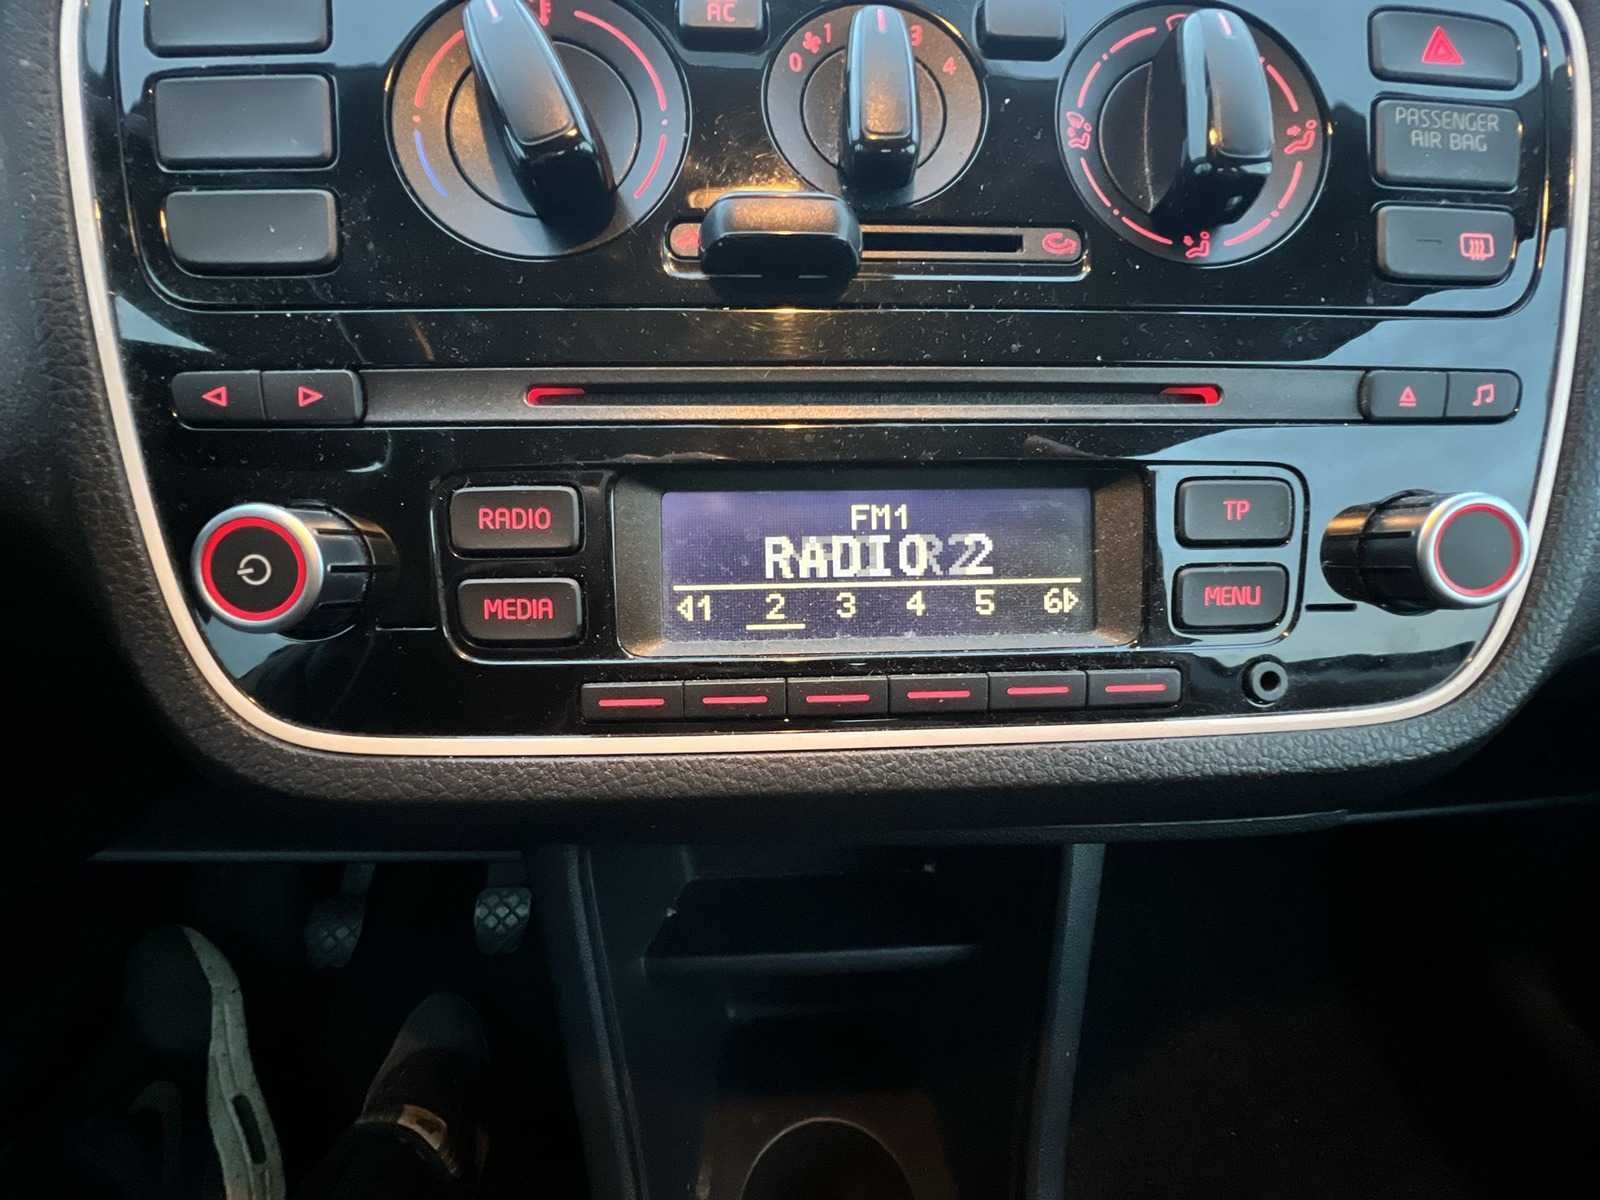 AC
0 1 3 4
PASSENGER
AIR BAG
RADIO
MEDIA
FM1
RADIO 2
1 2 3 4 5 6
TP
MENU